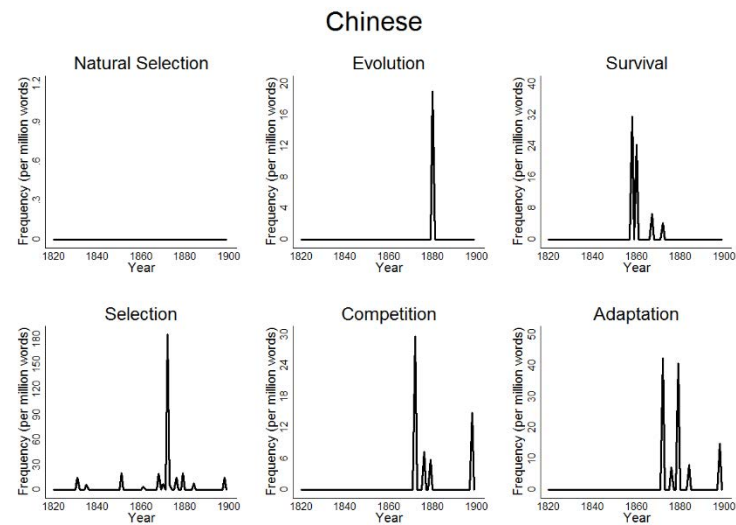 Chinese
Natural Selection
Evolution
Survival
Frequency (per million words)
0 .3 .6 .9 1.2
1820 1840 1860 1880 1900
Year
Frequency (per million words)
0 4 8 12 16 20
1820 1840 1860 1880 1900
Year
Frequency (per million words)
0 8 16 24 32 40
1820 1840 1860 1880 1900
Year
Selection
Competition
Adaptation
Frequency (per million words)
0 30 60 90 120 150 180
1820 1840 1860 1880 1900
Year
Frequency (per million words)
0 6 12 18 24 30
1820 1840 1860 1880 1900
Year
Frequency (per million words)
0 10 20 30 40 50
1820 1840 1860 1880 1900
Year